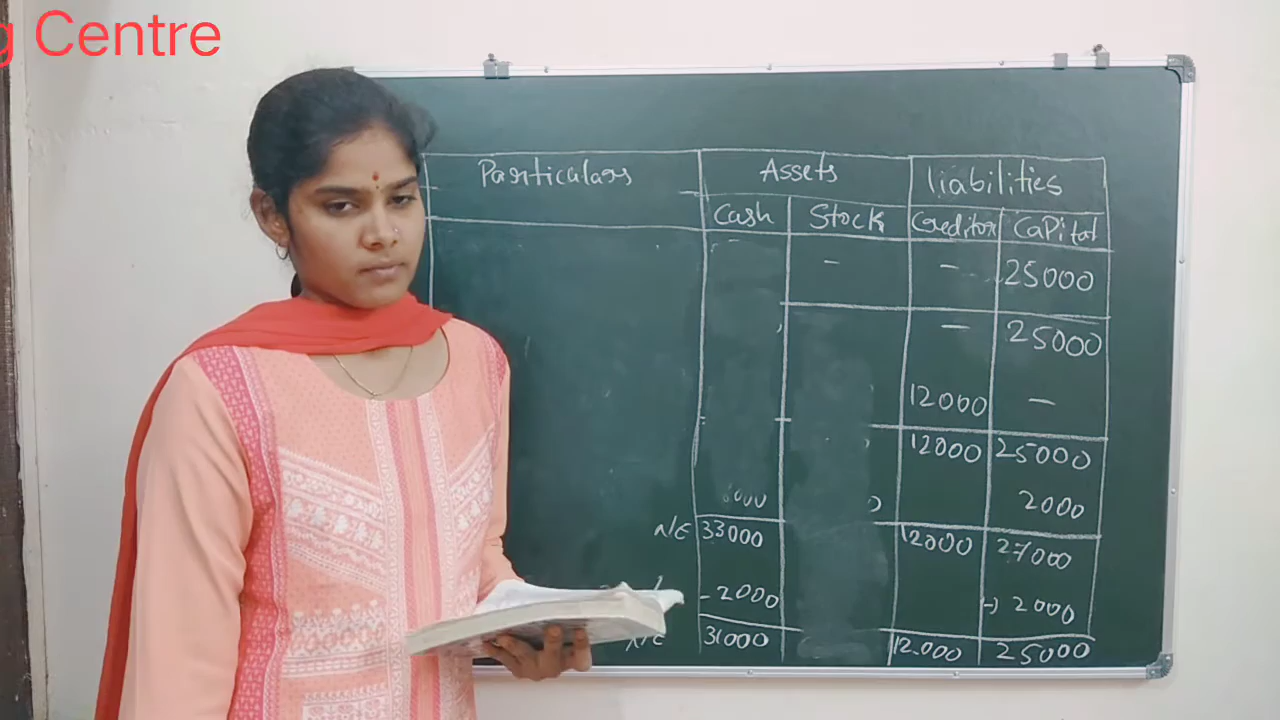 g Centre
Particulars Assets liabilities
Cash Stock Creditor Capital
- - 25000
- 25000
12000 -
12000 25000
000 2000
N/E 33000 12000 27000
- 2000 (-) 2000
N/E 31000 12000 25000